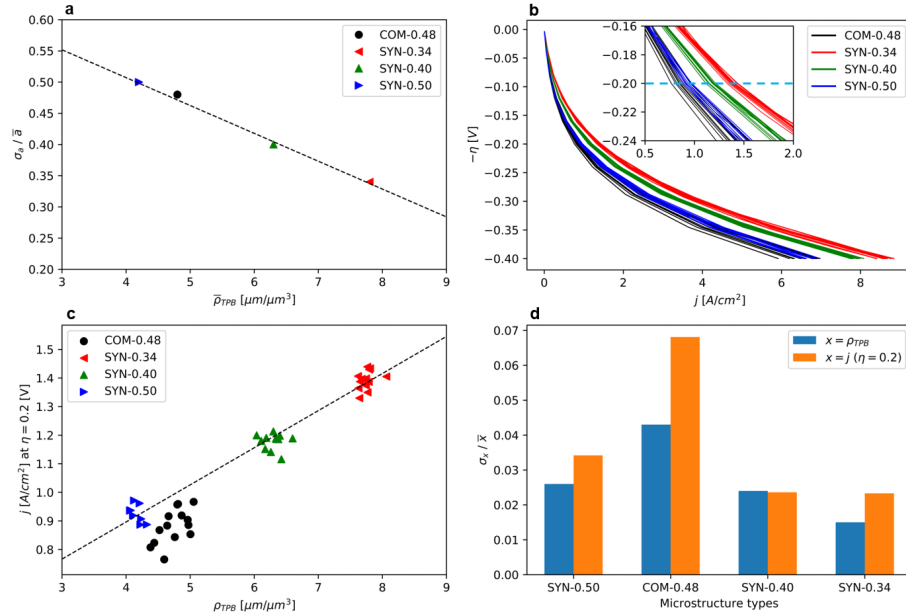 a
0.60
0.55
0.50
0.45
0.40
0.35
0.30
0.25
0.20
σₐ / a̅
3 4 5 6 7 8 9
ρ̅_TPB [μm/μm³]
COM-0.48
SYN-0.34
SYN-0.40
SYN-0.50
b
0.00
−0.05
−0.10
−0.15
−0.20
−0.25
−0.30
−0.35
−0.40
−η [V]
0 2 4 6 8
j [A/cm²]
−0.16
−0.18
−0.20
−0.22
−0.24
0.5 1.0 1.5 2.0
COM-0.48
SYN-0.34
SYN-0.40
SYN-0.50
c
1.5
1.4
1.3
1.2
1.1
1.0
0.9
0.8
j [A/cm²] at η = 0.2 [V]
3 4 5 6 7 8 9
ρ_TPB [μm/μm³]
COM-0.48
SYN-0.34
SYN-0.40
SYN-0.50
d
0.07
0.06
0.05
0.04
0.03
0.02
0.01
0.00
σₓ / x̅
x = ρ_TPB
x = j (η = 0.2)
SYN-0.50 COM-0.48 SYN-0.40 SYN-0.34
Microstructure types